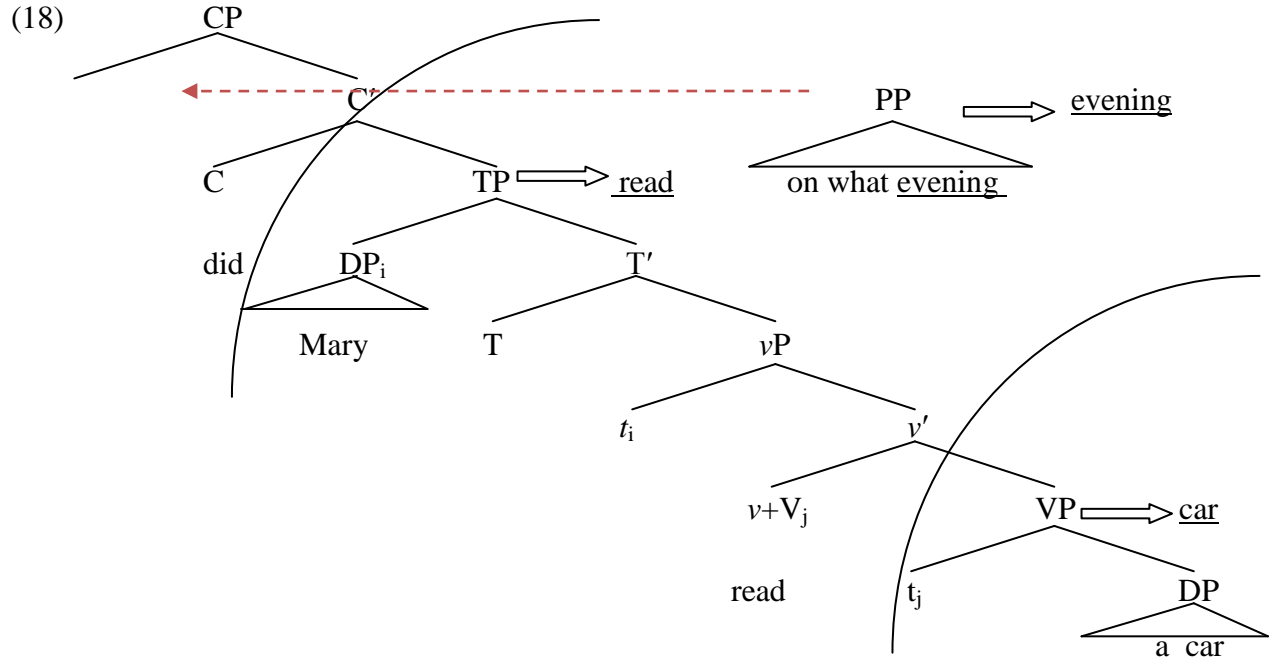 (18) CP
C′ PP evening
C TP read on what evening
did DPi T′
Mary T vP
ti v′
v+Vj VP car
read tj DP
a car